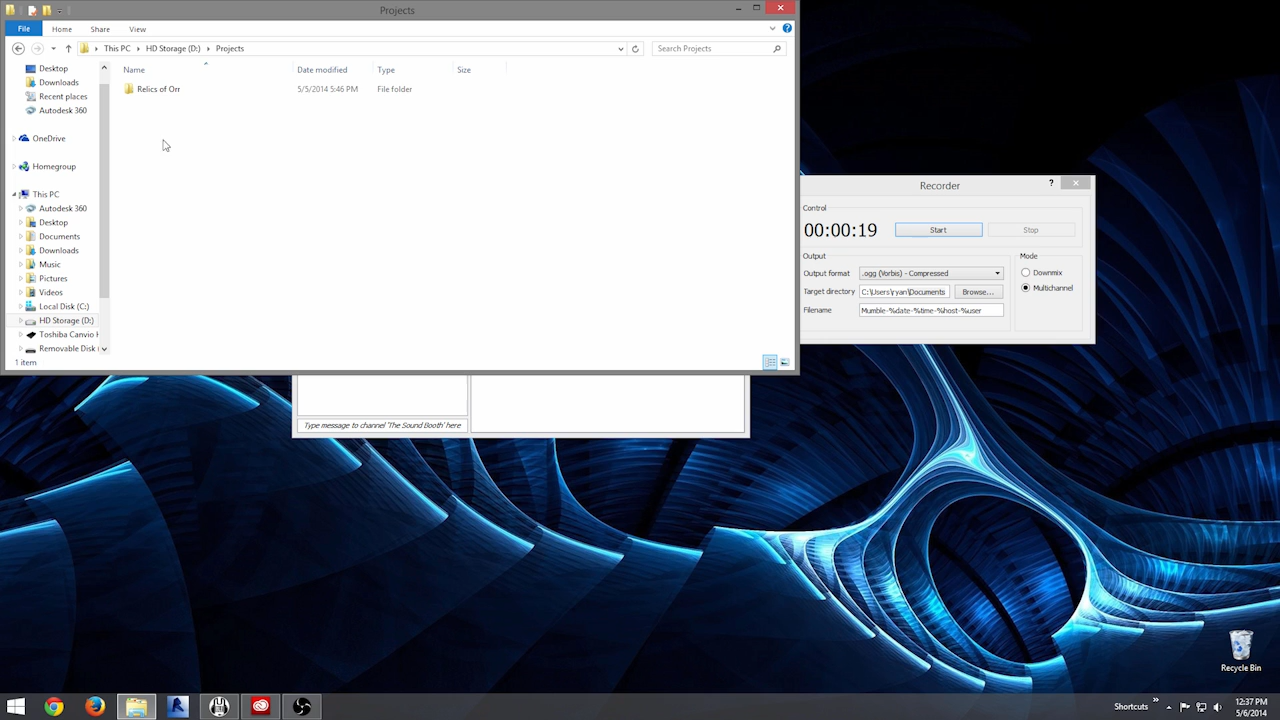 Projects
File Home Share View
This PC HD Storage (D:) Projects
Search Projects
Name Date modified Type Size
Relics of Orr 5/5/2014 5:46 PM File folder
Desktop
Downloads
Recent places
Autodesk 360
OneDrive
Homegroup
This PC
Autodesk 360
Desktop
Documents
Downloads
Music
Pictures
Videos
Local Disk (C:)
HD Storage (D:)
Toshiba Canvio H
Removable Disk
1 item
Recorder
?
Control
00:00:19 Start Stop
Output
Output format .ogg (Vorbis) - Compressed
Target directory C:\Users\ryan\Documents Browse...
Filename Mumble-%date-%time-%host-%user
Mode
Downmix
Multichannel
Type message to channel 'The Sound Booth' here
Recycle Bin
Shortcuts
12:37 PM
5/6/2014